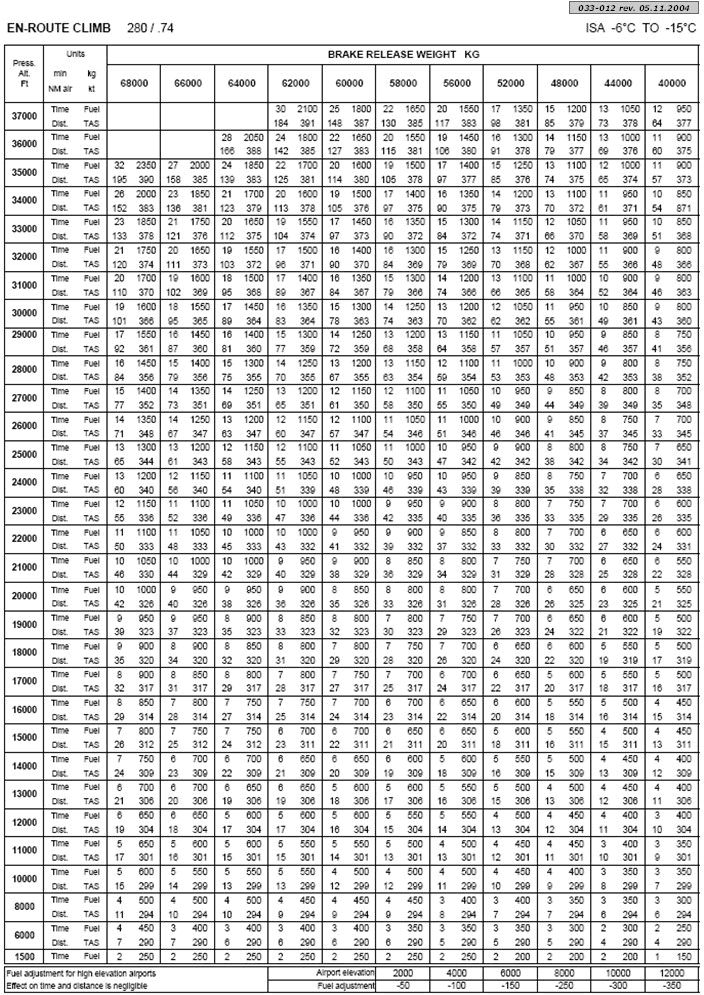 033-012 rev. 05.11.2004
EN-ROUTE CLIMB 280 / .74 ISA -6°C TO -15°C
Press. Alt. Ft Units BRAKE RELEASE WEIGHT KG
min kg
NM air kt 68000 66000 64000 62000 60000 58000 56000 52000 48000 44000 40000
37000 Time Fuel 30 2100 25 1800 22 1650 20 1550 17 1350 15 1200 13 1050 12 950
Dist. TAS 184 391 148 387 130 385 117 383 98 381 85 379 73 378 64 377
36000 Time Fuel 28 2050 24 1800 22 1650 20 1550 19 1450 16 1300 14 1150 13 1000 11 900
Dist. TAS 166 388 142 385 127 383 115 381 106 380 91 378 79 377 69 376 60 375
35000 Time Fuel 32 2350 27 2000 24 1850 22 1700 20 1600 19 1500 17 1400 15 1250 13 1100 12 1000 11 900
Dist. TAS 195 390 158 385 139 383 125 381 114 380 105 378 97 377 85 376 74 375 65 374 57 373
34000 Time Fuel 26 2000 23 1850 21 1700 20 1600 19 1500 17 1400 16 1350 14 1200 13 1100 11 950 10 850
Dist. TAS 152 383 136 381 123 379 113 378 105 376 97 375 90 375 79 373 70 372 61 371 54 871
33000 Time Fuel 23 1850 21 1750 20 1650 19 1550 17 1450 16 1350 15 1300 14 1150 12 1050 11 950 10 850
Dist. TAS 133 378 121 376 112 375 104 374 97 373 90 372 84 372 74 371 66 370 58 369 51 368
32000 Time Fuel 21 1750 20 1650 19 1550 17 1500 16 1400 16 1300 15 1250 13 1150 12 1000 11 900 9 800
Dist. TAS 120 374 111 373 103 372 96 371 90 370 84 369 79 369 70 368 62 367 55 366 48 366
31000 Time Fuel 20 1700 19 1600 18 1500 17 1400 16 1350 15 1300 14 1200 13 1100 11 1000 10 900 9 800
Dist. TAS 110 370 102 369 95 368 89 367 84 367 79 366 74 366 66 365 58 364 52 364 46 363
30000 Time Fuel 19 1600 18 1550 17 1450 16 1350 15 1300 14 1250 13 1200 12 1050 11 950 10 850 9 800
Dist. TAS 101 366 95 365 89 364 83 364 78 363 74 363 70 362 62 362 55 361 49 361 43 360
29000 Time Fuel 17 1550 16 1450 16 1400 15 1300 14 1250 13 1200 13 1150 11 1050 10 950 9 850 8 750
Dist. TAS 92 361 87 360 81 360 77 359 72 359 68 358 64 358 57 357 51 357 46 357 41 356
28000 Time Fuel 16 1450 15 1400 15 1300 14 1250 13 1200 13 1150 12 1100 11 1000 10 900 9 800 8 750
Dist. TAS 84 356 79 356 75 355 70 355 67 355 63 354 59 354 53 353 48 353 42 353 38 352
27000 Time Fuel 15 1400 14 1350 14 1250 13 1200 12 1150 12 1100 11 1050 10 950 9 850 8 800 8 700
Dist. TAS 77 352 73 351 69 351 65 351 61 350 58 350 55 350 49 349 44 349 39 349 35 348
26000 Time Fuel 14 1350 14 1250 13 1200 12 1150 12 1100 11 1050 11 1000 10 900 9 850 8 750 7 700
Dist. TAS 71 348 67 347 63 347 60 347 57 347 54 346 51 346 46 346 41 345 37 345 33 345
25000 Time Fuel 13 1300 13 1200 12 1150 12 1100 11 1050 11 1000 10 950 9 900 8 800 8 750 7 650
Dist. TAS 65 344 61 343 58 343 55 343 52 343 50 343 47 342 42 342 38 342 34 342 30 341
24000 Time Fuel 13 1200 12 1150 11 1100 11 1050 10 1000 10 950 10 950 9 850 8 750 7 700 6 650
Dist. TAS 60 340 56 340 54 340 51 339 48 339 46 339 43 339 39 339 35 338 32 338 28 338
23000 Time Fuel 12 1150 11 1100 11 1050 10 1000 10 1000 9 950 9 900 8 800 7 750 7 700 6 600
Dist. TAS 55 336 52 336 49 336 47 336 44 336 42 335 40 335 36 335 33 335 29 335 26 335
22000 Time Fuel 11 1100 11 1050 10 1000 10 1000 9 950 9 900 9 850 8 800 7 700 6 650 6 600
Dist. TAS 50 333 48 333 45 333 43 332 41 332 39 332 37 332 33 332 30 332 27 332 24 331
21000 Time Fuel 10 1050 10 1000 10 1000 9 950 9 900 8 850 8 800 7 750 7 700 6 600 6 550
Dist. TAS 46 330 44 329 42 329 40 329 38 329 36 329 34 329 31 329 28 328 25 328 22 328
20000 Time Fuel 10 1000 9 950 9 950 9 900 8 850 8 800 8 800 7 700 6 650 6 600 5 550
Dist. TAS 42 326 40 326 38 326 36 326 35 326 33 326 31 326 28 326 26 325 23 325 21 325
19000 Time Fuel 9 950 9 950 8 900 8 850 8 800 7 800 7 750 7 700 6 650 6 600 5 500
Dist. TAS 39 323 37 323 35 323 33 323 32 323 30 323 29 323 26 323 24 322 21 322 19 322
18000 Time Fuel 9 900 8 900 8 850 8 800 7 800 7 750 7 700 6 650 6 600 5 550 5 500
Dist. TAS 35 320 34 320 32 320 31 320 29 320 28 320 26 320 24 320 22 320 19 319 17 319
17000 Time Fuel 8 900 8 850 8 800 7 800 7 750 7 700 6 700 6 650 5 600 5 550 5 500
Dist. TAS 32 317 31 317 29 317 28 317 27 317 25 317 24 317 22 317 20 317 18 317 16 317
16000 Time Fuel 8 850 7 800 7 750 7 750 7 700 6 700 6 650 6 600 5 550 5 500 4 450
Dist. TAS 29 314 28 314 27 314 25 314 24 314 23 314 22 314 20 314 18 314 16 314 15 314
15000 Time Fuel 7 800 7 750 7 750 6 700 6 700 6 650 6 650 5 600 5 550 4 500 4 450
Dist. TAS 26 312 25 312 24 312 23 311 22 311 21 311 20 311 18 311 16 311 15 311 13 311
14000 Time Fuel 7 750 6 700 6 700 6 650 6 650 6 600 5 600 5 550 5 500 4 450 4 400
Dist. TAS 24 309 23 309 22 309 21 309 20 309 19 309 18 309 16 309 15 309 13 309 12 309
13000 Time Fuel 6 700 6 700 6 650 6 650 5 600 5 600 5 550 5 500 4 450 4 450 4 400
Dist. TAS 21 306 20 306 19 306 19 306 18 306 17 306 16 306 15 306 13 306 12 306 11 306
12000 Time Fuel 6 650 6 650 5 600 5 600 5 600 5 550 5 550 4 500 4 450 4 400 3 400
Dist. TAS 19 304 18 304 17 304 17 304 16 304 15 304 14 304 13 304 12 304 11 304 10 304
11000 Time Fuel 5 650 5 600 5 600 5 550 5 550 5 500 4 500 4 450 4 450 4 400 3 350
Dist. TAS 17 301 16 301 15 301 15 301 14 301 13 301 13 301 12 301 11 301 10 301 9 301
10000 Time Fuel 5 600 5 550 5 550 5 550 4 500 4 500 4 450 4 450 4 400 3 400 3 350
Dist. TAS 15 299 14 299 13 299 13 299 12 299 12 299 11 299 10 299 9 299 8 299 7 299
8000 Time Fuel 4 500 4 500 4 500 4 450 4 450 4 450 3 400 3 400 3 350 3 350 3 300
Dist. TAS 11 294 10 294 10 294 9 294 9 294 9 294 8 294 7 294 7 294 6 294 6 294
6000 Time Fuel 4 450 3 400 3 400 3 400 3 400 3 350 3 350 3 350 3 300 2 300 2 250
Dist. TAS 7 290 7 290 6 290 6 290 6 290 6 290 5 290 5 290 5 290 4 290 4 290
1500 Time Fuel 2 250 2 250 2 250 2 250 2 250 2 250 2 250 2 200 2 200 2 200 1 150
Fuel adjustment for high elevation airports Airport elevation 2000 4000 6000 8000 10000 12000
Effect on time and distance is negligible Fuel adjustment -50 -100 -150 -250 -300 -350